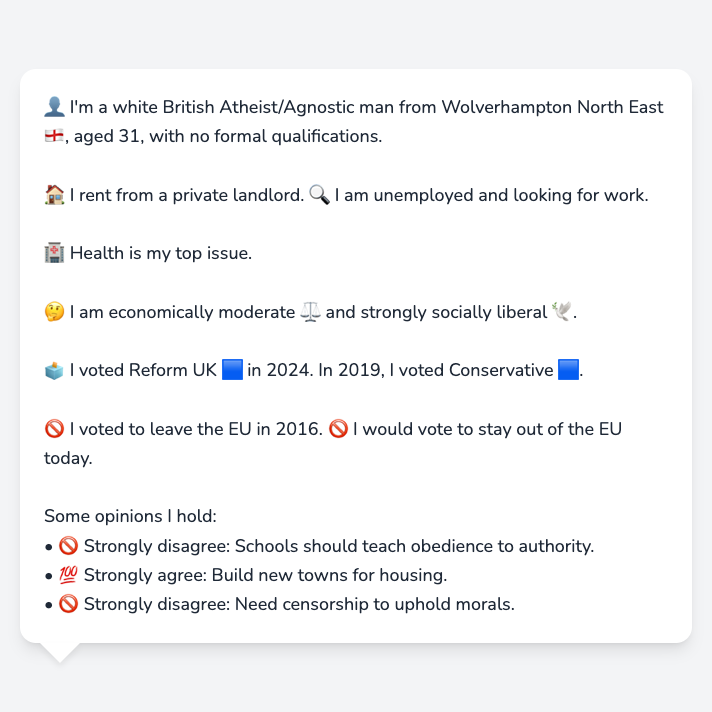 👤 I'm a white British Atheist/Agnostic man from Wolverhampton North East
🏴󠁧󠁢󠁥󠁮󠁧󠁿, aged 31, with no formal qualifications.
🏠 I rent from a private landlord. 🔍 I am unemployed and looking for work.
🏥 Health is my top issue.
🤔 I am economically moderate ⚖️ and strongly socially liberal 🕊️.
🗳️ I voted Reform UK 🟦 in 2024. In 2019, I voted Conservative 🟦.
🚫 I voted to leave the EU in 2016. 🚫 I would vote to stay out of the EU
today.
Some opinions I hold:
• 🚫 Strongly disagree: Schools should teach obedience to authority.
• 💯 Strongly agree: Build new towns for housing.
• 🚫 Strongly disagree: Need censorship to uphold morals.